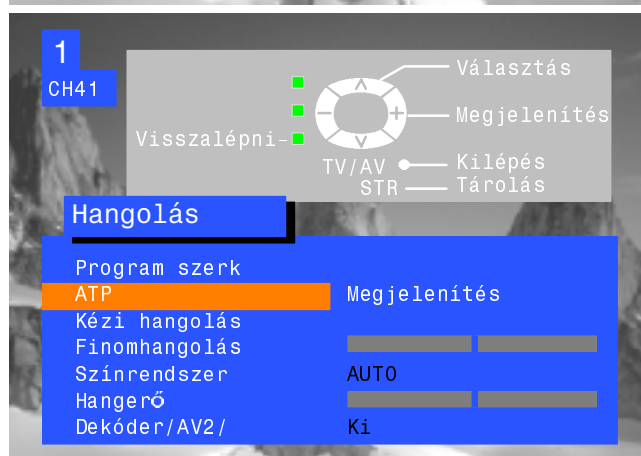 1
CH41
Választás
Megjelenítés
Visszalépni
TV/AV Kilépés
STR Tárolás
Hangolás
Program szerk
ATP Megjelenítés
Kézi hangolás
Finomhangolás
Színrendszer AUTO
Hangerő
Dekóder/AV2/ Ki